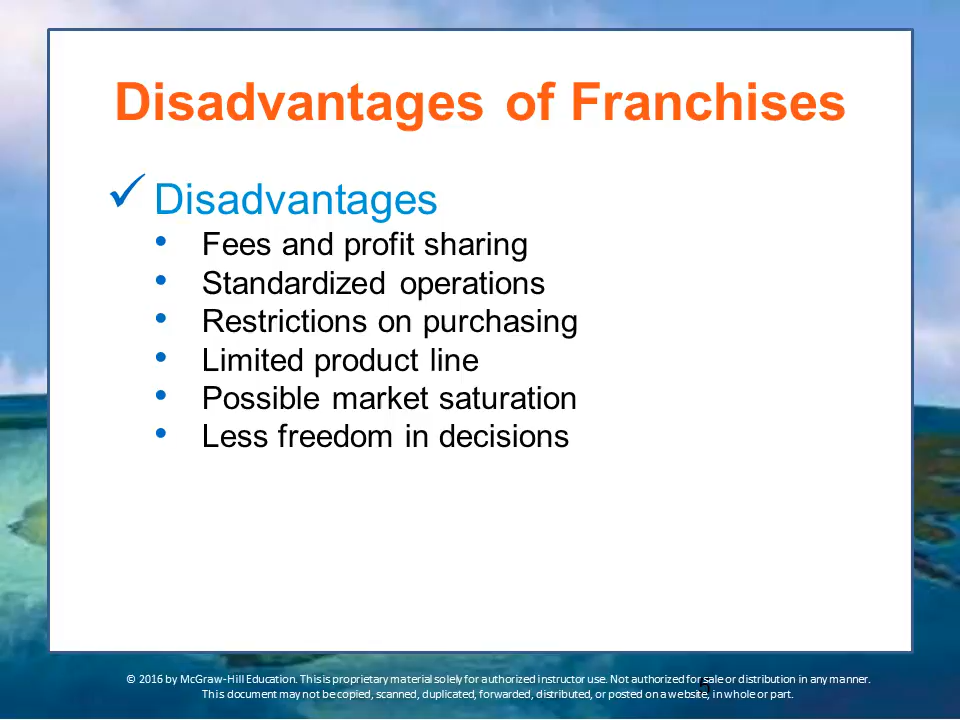 Disadvantages of Franchises
✓ Disadvantages
• Fees and profit sharing
• Standardized operations
• Restrictions on purchasing
• Limited product line
• Possible market saturation
• Less freedom in decisions
© 2016 by McGraw-Hill Education. This is proprietary material solely for authorized instructor use. Not authorized for sale or distribution in any manner.
This document may not be copied, scanned, duplicated, forwarded, distributed, or posted on a website, in whole or part.
5